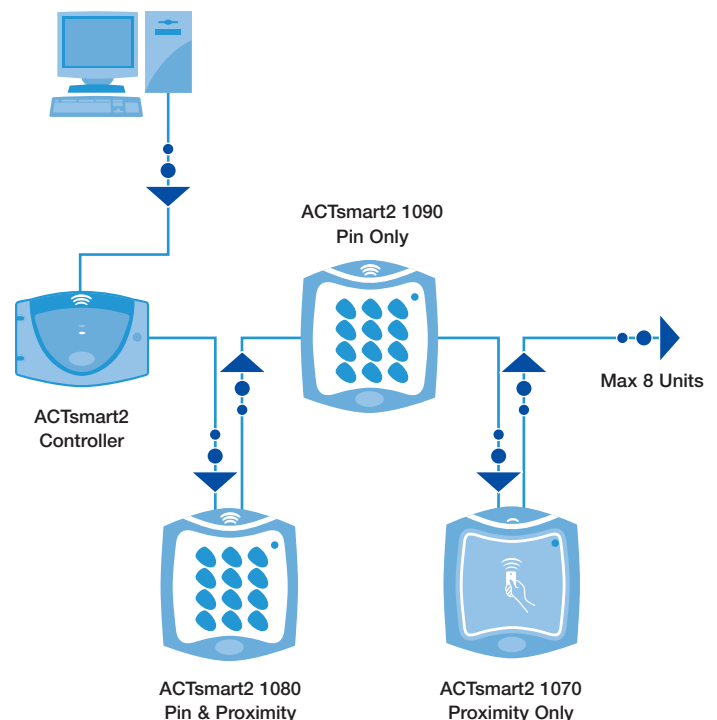 ACTsmart2 1090
Pin Only
Max 8 Units
ACTsmart2
Controller
ACTsmart2 1080
Pin & Proximity
ACTsmart2 1070
Proximity Only